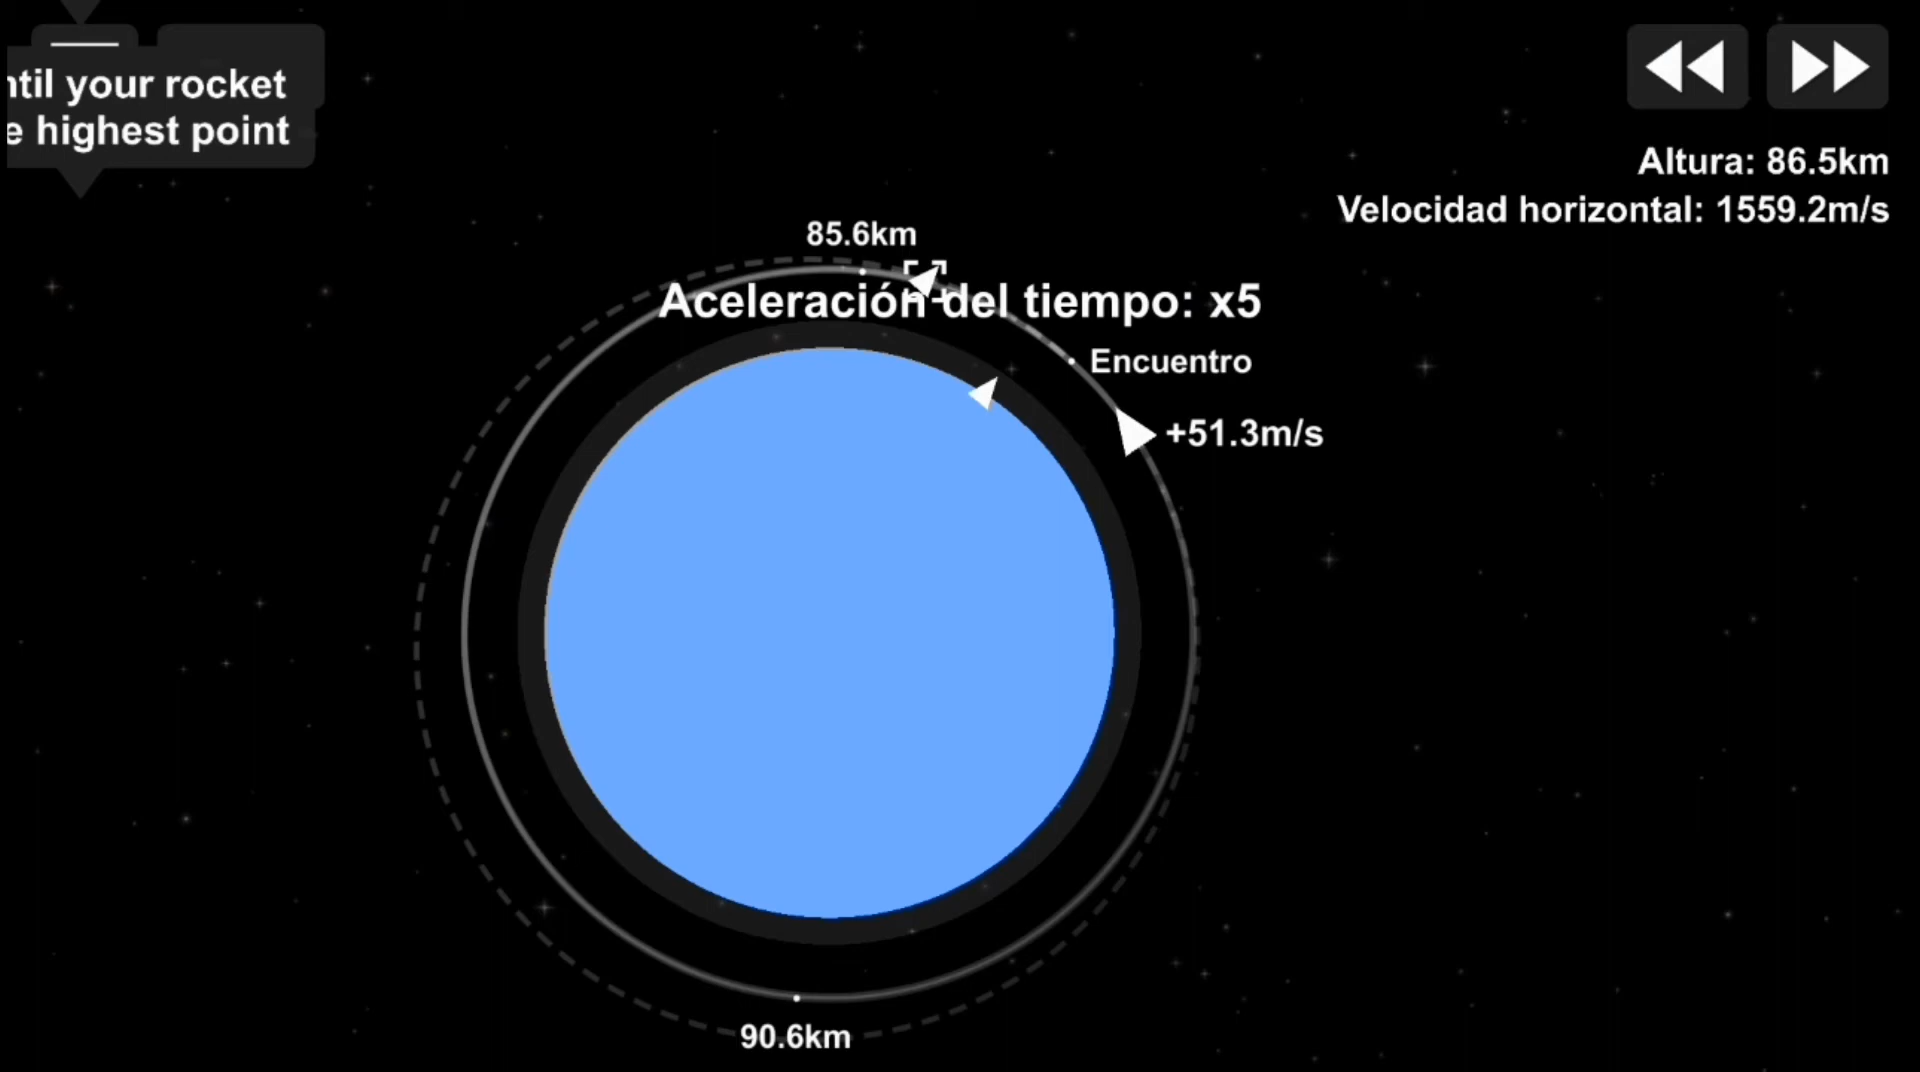 your rocket
highest point
Altura: 86.5km
Velocidad horizontal: 1559.2m/s
85.6km
Aceleración del tiempo: x5
Encuentro
+51.3m/s
90.6km